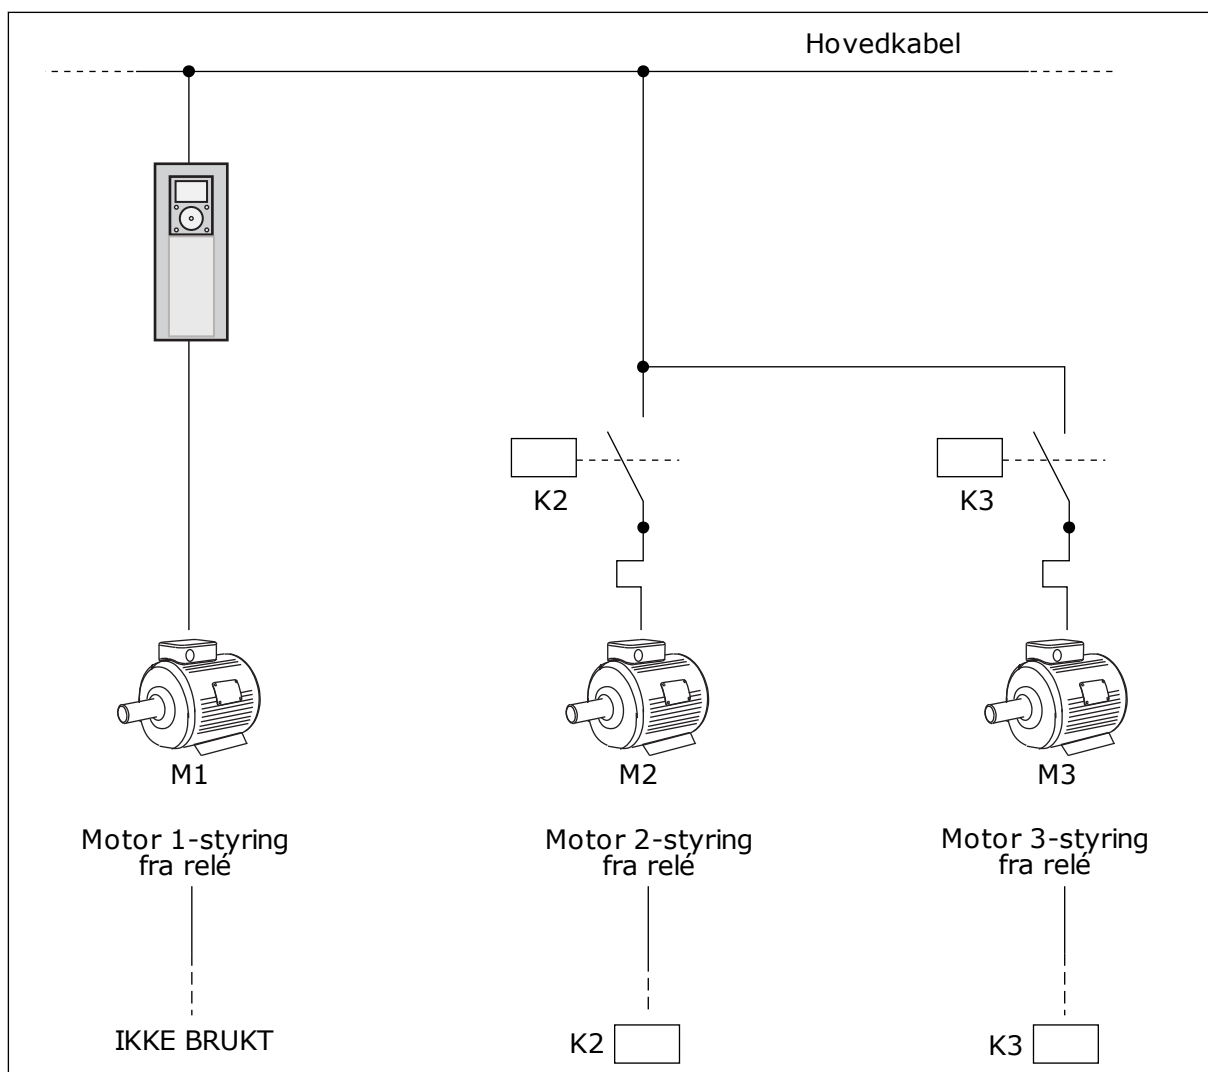 Hovedkabel
K2
K3
M1
M2
M3
Motor 1-styring
fra relé
Motor 2-styring
fra relé
Motor 3-styring
fra relé
IKKE BRUKT
K2
K3